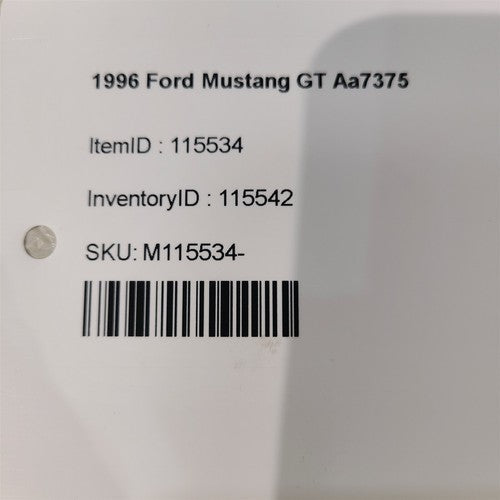 1996 Ford Mustang GT Aa7375
ItemID : 115534
InventoryID : 115542
SKU: M115534-